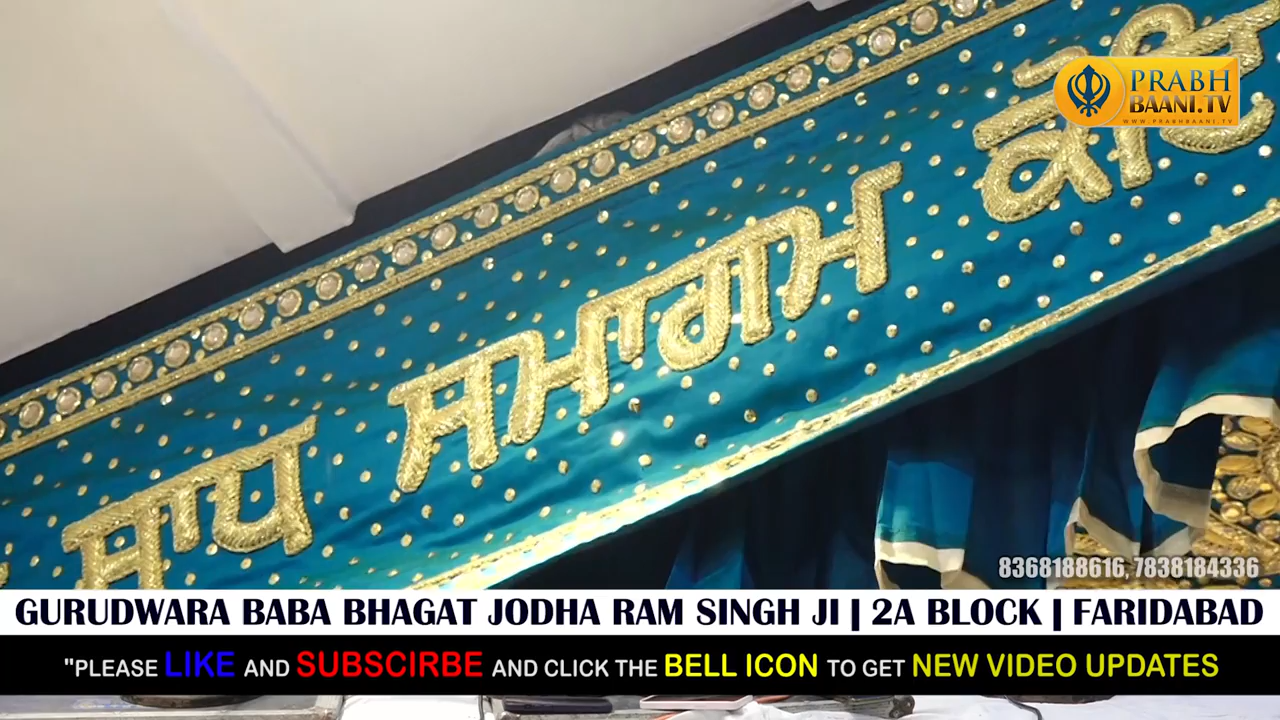 ਸਾਧ ਸਮਾਗਮ
PRABH
BAANI.TV
WWW.PRABHBAANI.TV
8368188616, 7838184336
GURUDWARA BABA BHAGAT JODHA RAM SINGH JI | 2A BLOCK | FARIDABAD
"PLEASE LIKE AND SUBSCIRBE AND CLICK THE BELL ICON TO GET NEW VIDEO UPDATES